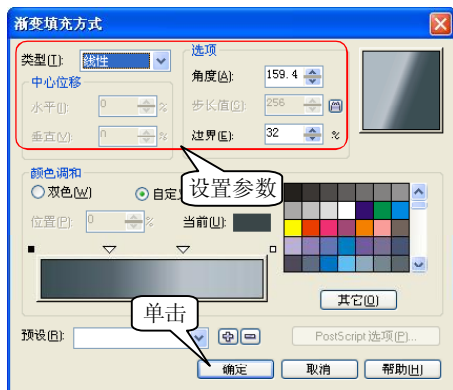 渐变填充方式
类型(T): 线性
选项
中心位移
角度(A): 159.4
水平(I): 0 %
步长值(S): 256
垂直(V): 0 %
边界(E): 32 %
设置参数
颜色调和
双色(W) 自定
位置(P): 0 %
当前(U):
其它(O)
单击
预设(R):
PostScript 选项(P)...
确定 取消 帮助(H)